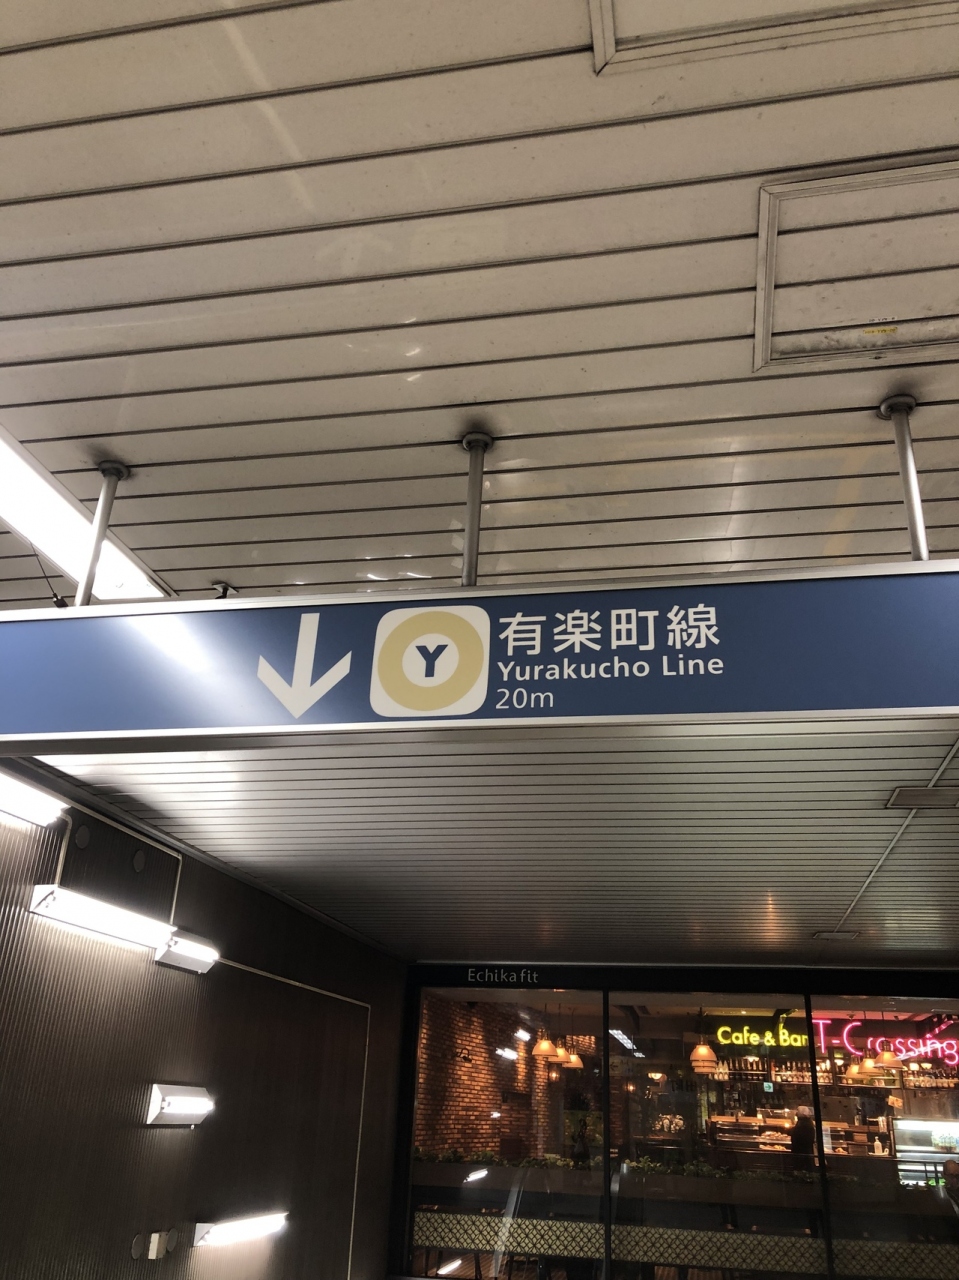 Y
有楽町線
Yurakucho Line
20m
Echika fit
Cafe & Bar T-Crossing